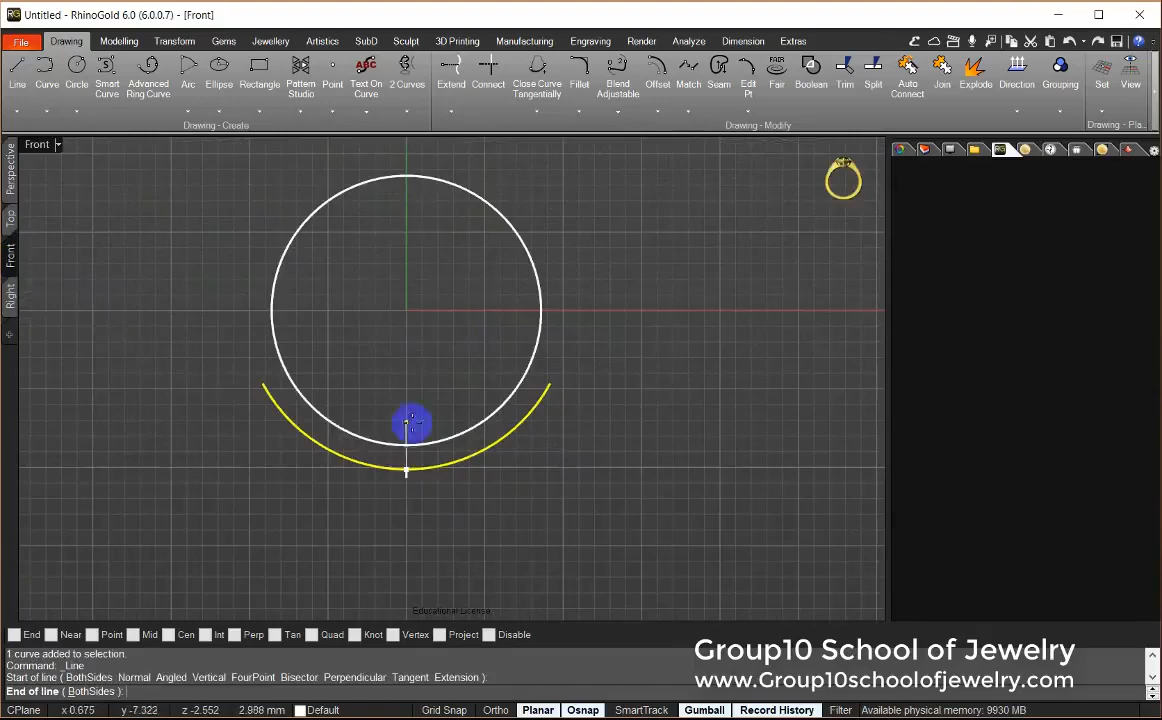 Untitled - RhinoGold 6.0 (6.0.0.7) - [Front]
File Drawing Modelling Transform Gems Jewellery Artistics SubD Sculpt 3D Printing Manufacturing Engraving Render Analyze Dimension Extras
Line Curve Circle Smart Curve Advanced Ring Curve Arc Ellipse Rectangle Pattern Studio Point Text On Curve 2 Curves Extend Connect Close Curve Tangentially Fillet Blend Adjustable Offset Match Seam Edit Pt Fair Boolean Trim Split Auto Connect Join Explode Direction Grouping Set View
Drawing - Create Drawing - Modify Drawing - Pla...
Front
Perspective
Top
Front
Right
Educational License
End Near Point Mid Cen Int Perp Tan Quad Knot Vertex Project Disable
1 curve added to selection.
Command: _Line
Start of line ( BothSides Normal Angled Vertical FourPoint Bisector Perpendicular Tangent Extension ):
End of line ( BothSides ):
Group10 School of Jewelry
www.Group10schoolofjewelry.com
CPlane x 0.675 y -7.322 z -2.552 2.988 mm Default Grid Snap Ortho Planar Osnap SmartTrack Gumball Record History Filter Available physical memory: 9930 MB